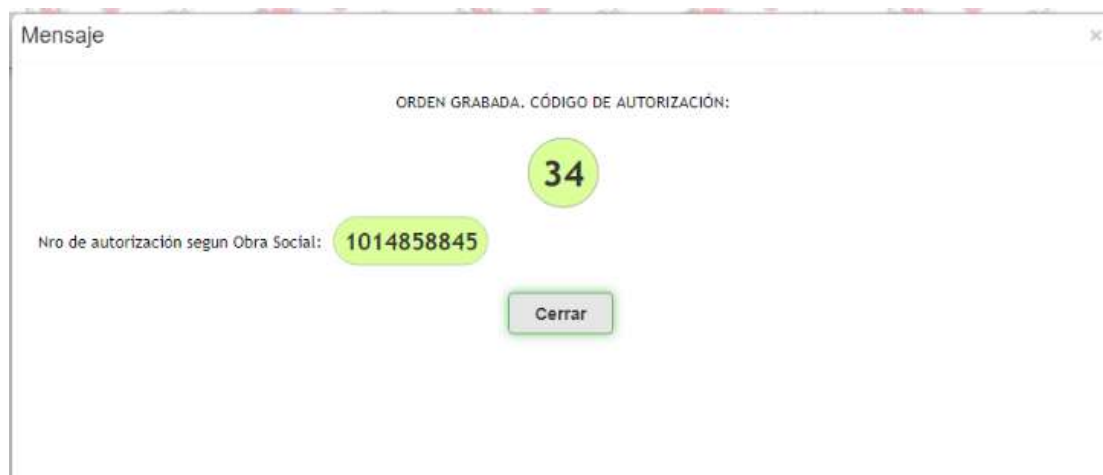 Mensaje
ORDEN GRABADA. CÓDIGO DE AUTORIZACIÓN:
34
Nro de autorización segun Obra Social: 1014858845
Cerrar